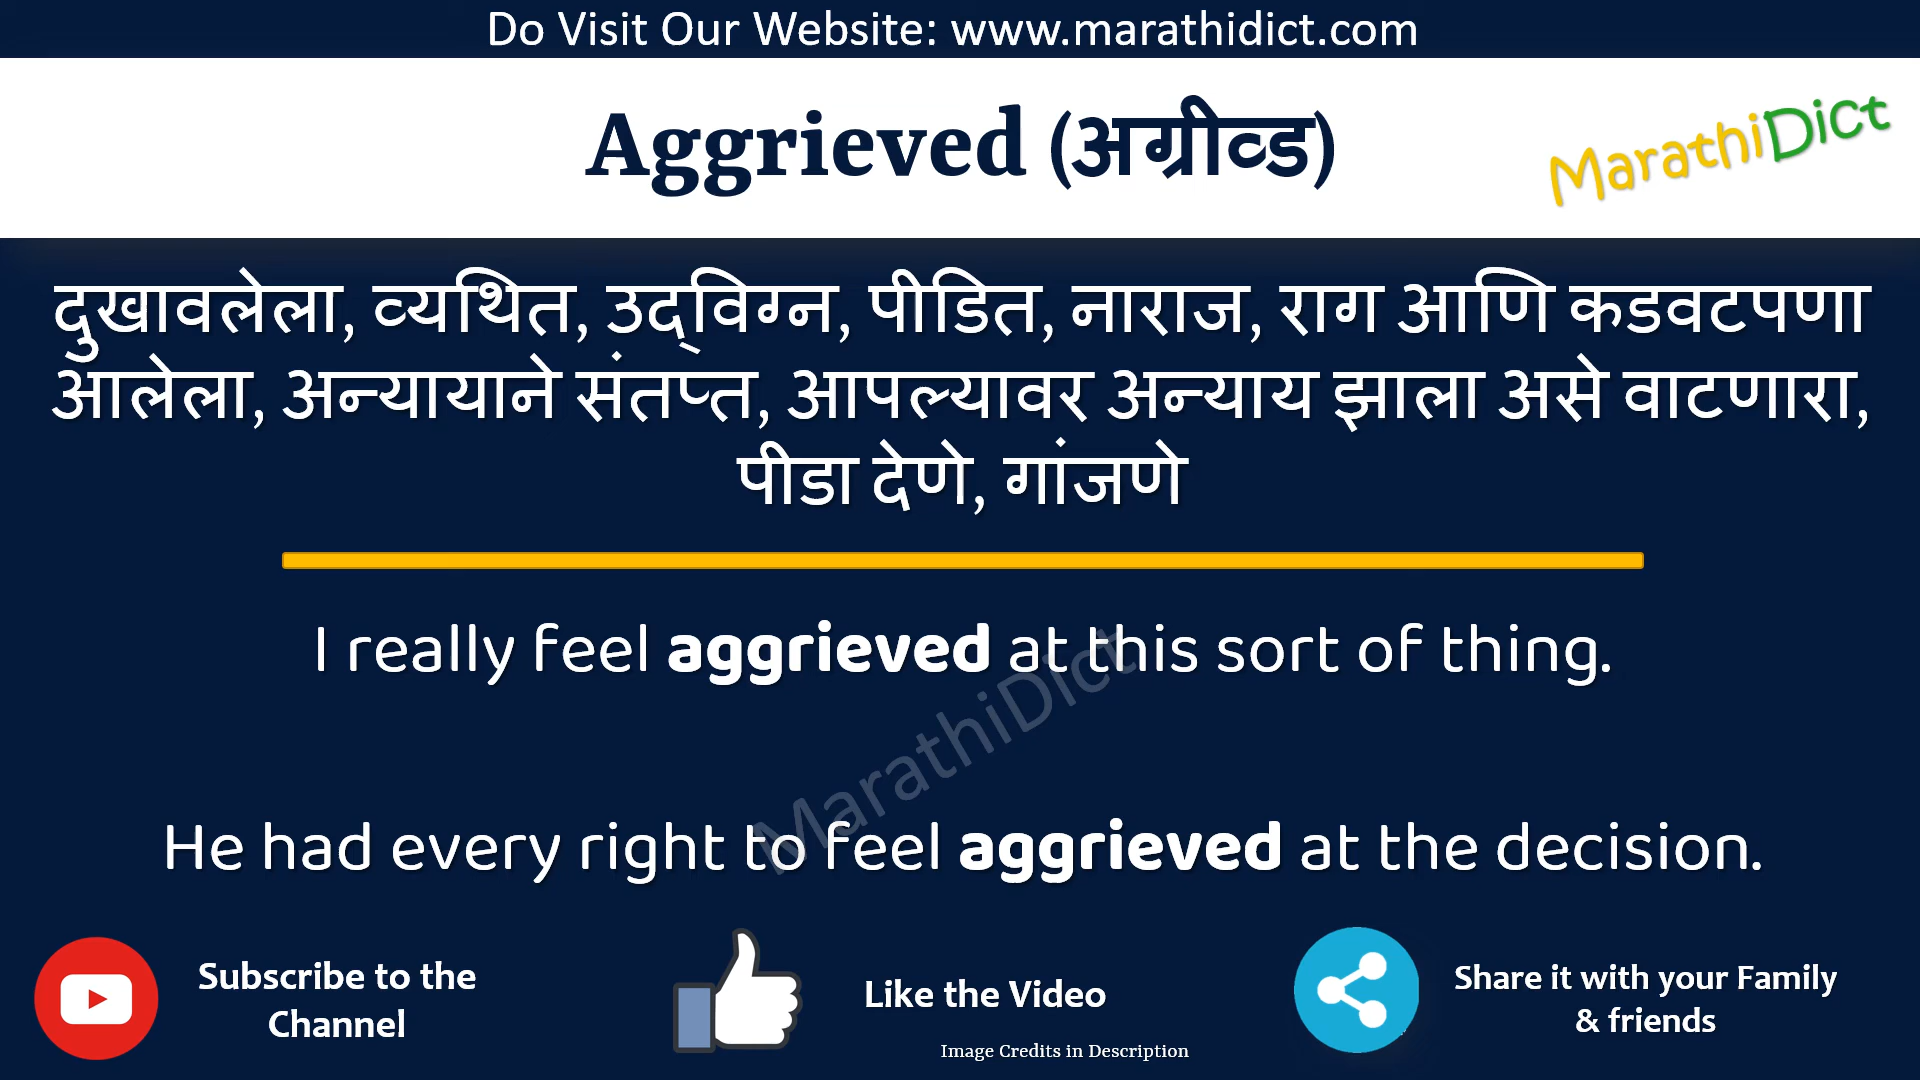 Do Visit Our Website: www.marathidict.com
Aggrieved (अग्रीव्ड)
MarathiDict
दुखावलेला, व्यथित, उद्‌विग्न, पीडित, नाराज, राग आणि कडवटपणा
आलेला, अन्यायाने संतप्त, आपल्यावर अन्याय झाला असे वाटणारा,
पीडा देणे, गांजणे
I really feel aggrieved at this sort of thing.
MarathiDict
He had every right to feel aggrieved at the decision.
Subscribe to the
Channel
Like the Video
Share it with your Family
& friends
Image Credits in Description